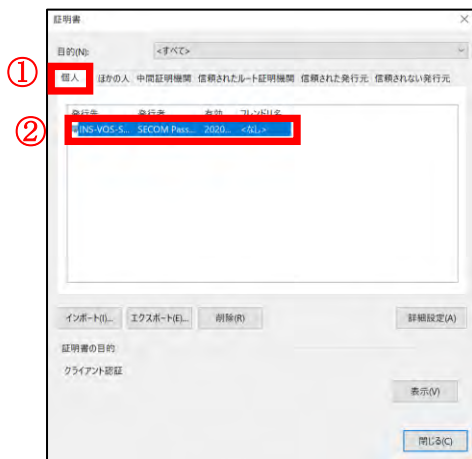 証明書
目的(N): <すべて>
① 個人 ほかの人 中間証明機関 信頼されたルート証明機関 信頼された発行元 信頼されない発行元
発行先 発行者 有効... フレンドリ名
② INS-VOS-S... SECOM Pass... 2020... <なし>
インポート(I)... エクスポート(E)... 削除(R) 詳細設定(A)
証明書の目的
クライアント認証
表示(V)
閉じる(C)